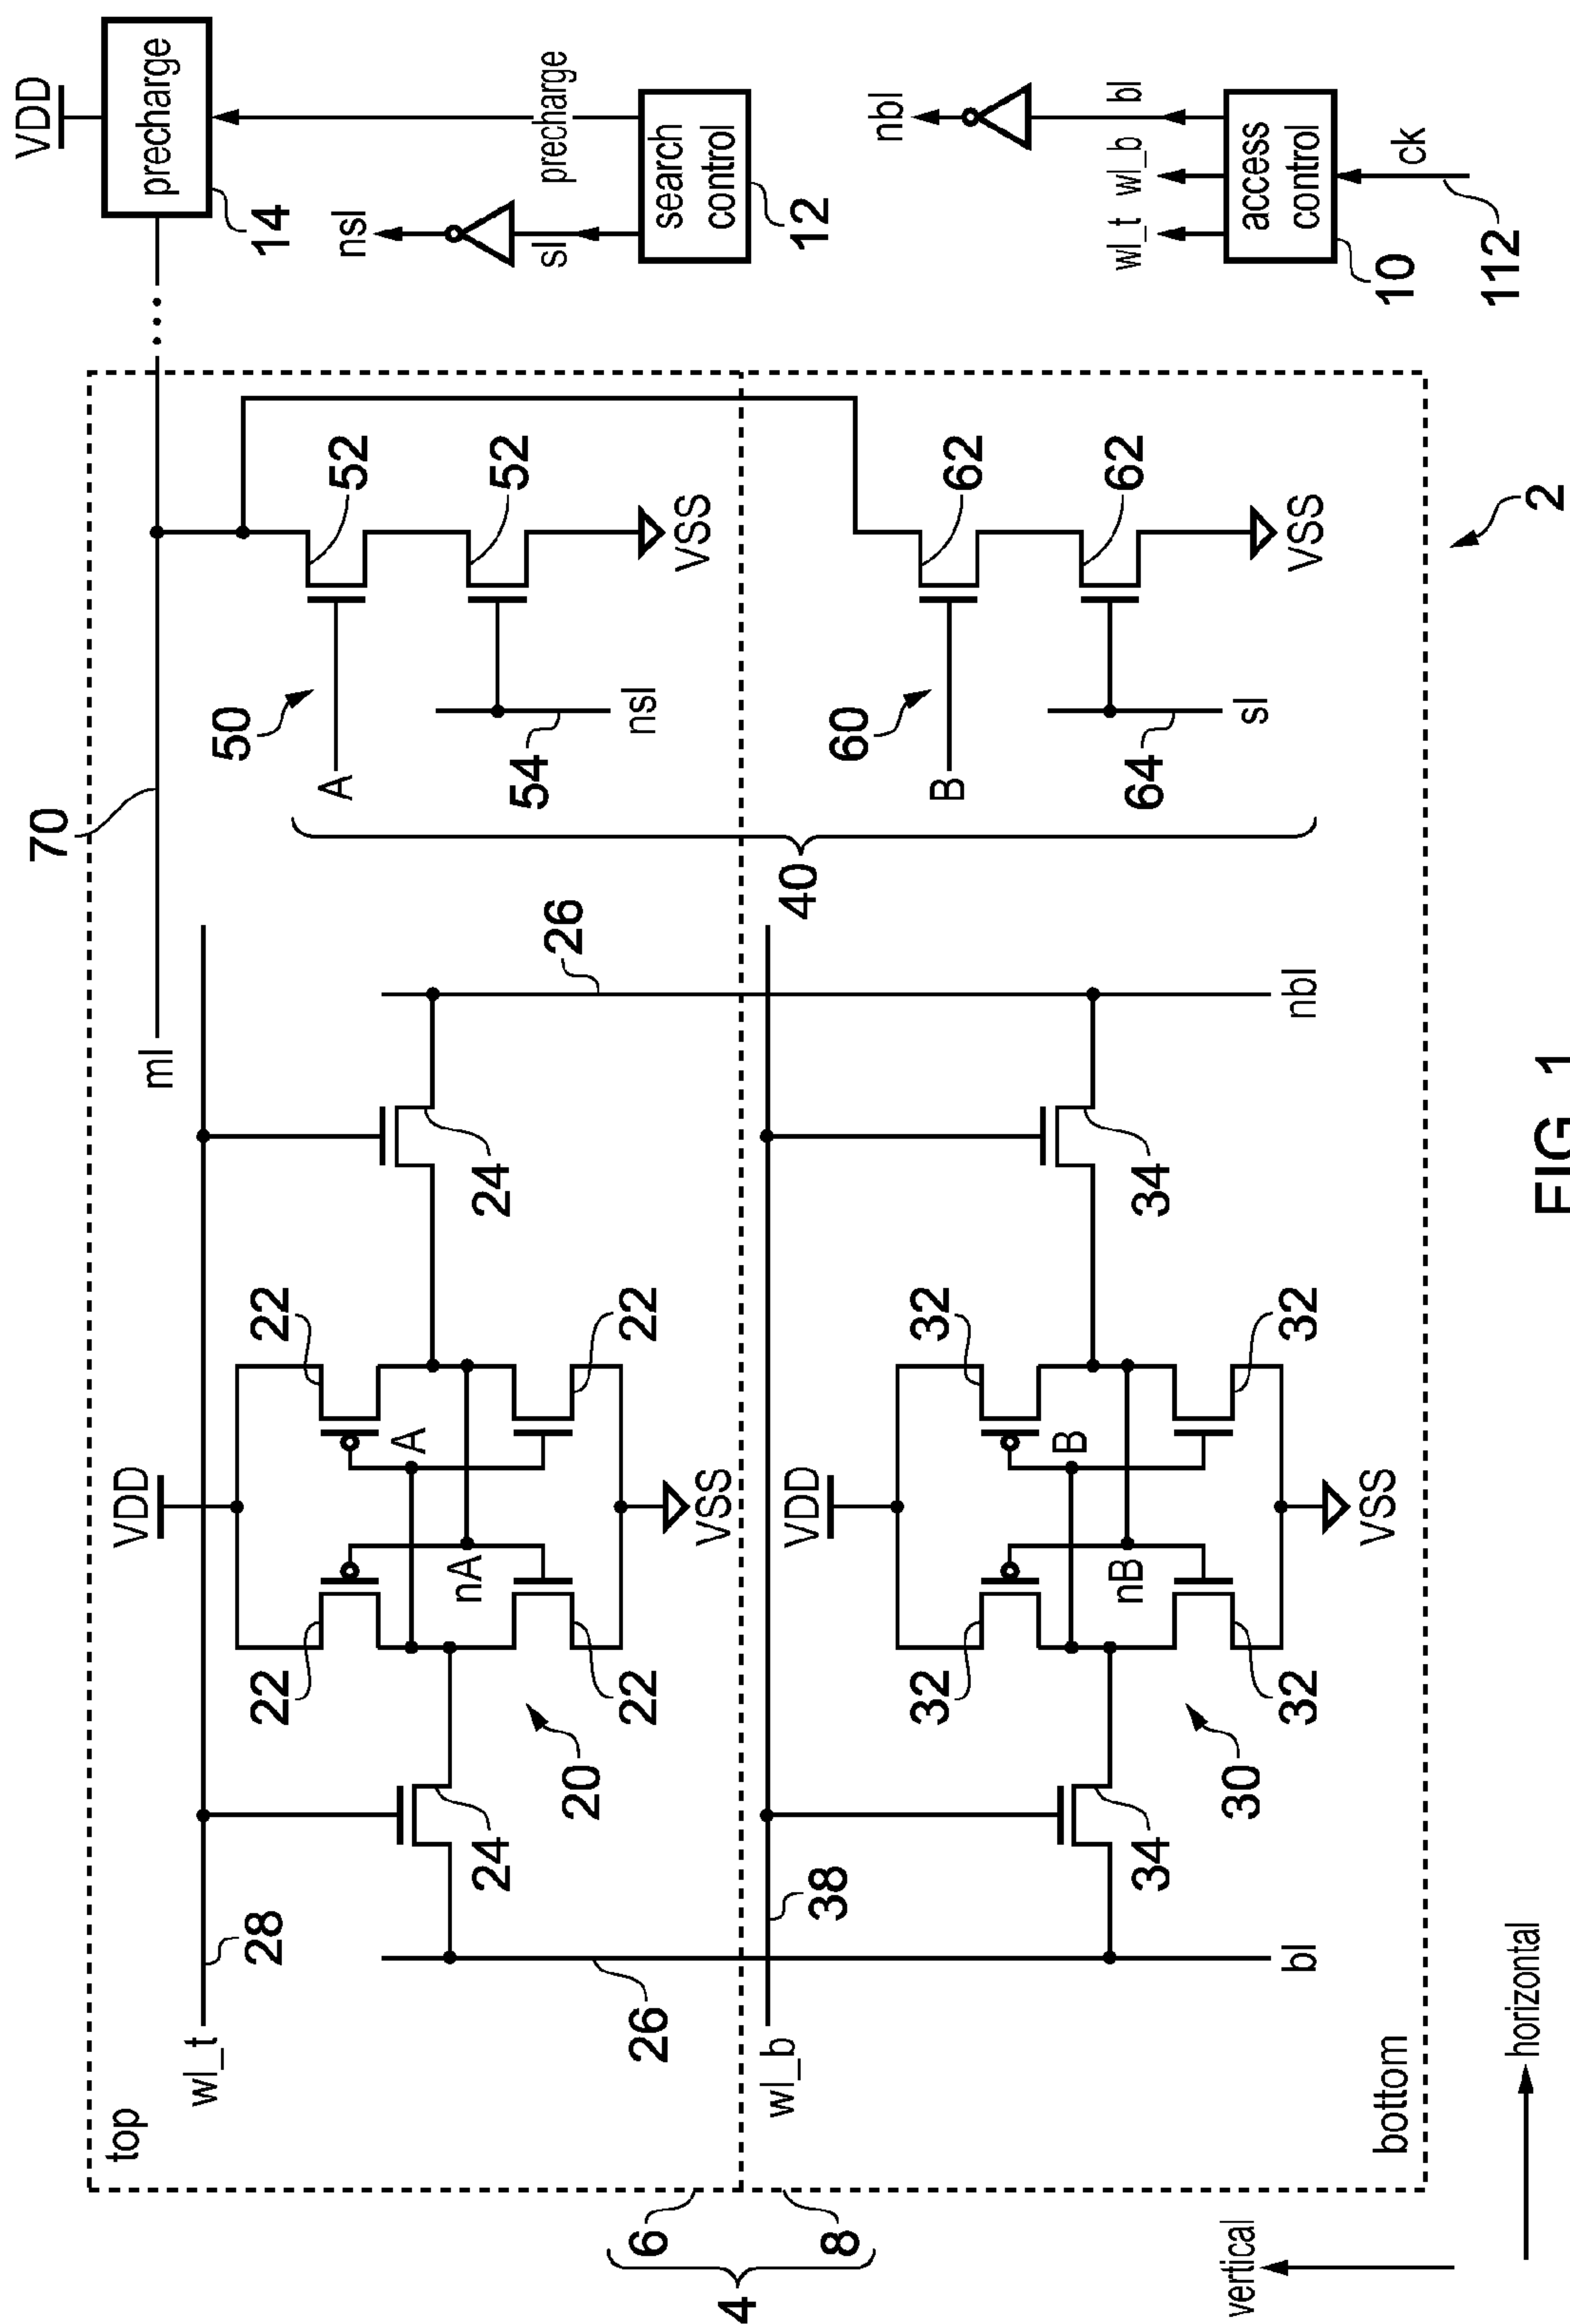 VDD
precharge
14
nsl
sl
precharge
search
control
12
nbl
wl_t
wl_b
bl
access
control
10
ck
112
70
ml
50
A
52
52
54
nsl
VSS
40
60
B
62
62
64
sl
VSS
2
top
wl_t
28
VDD
22
22
22
22
A
nA
VSS
20
24
24
26
26
wl_b
38
VDD
32
32
32
32
B
nB
VSS
30
34
34
bl
nbl
bottom
4
6
8
vertical
horizontal
FIG. 1